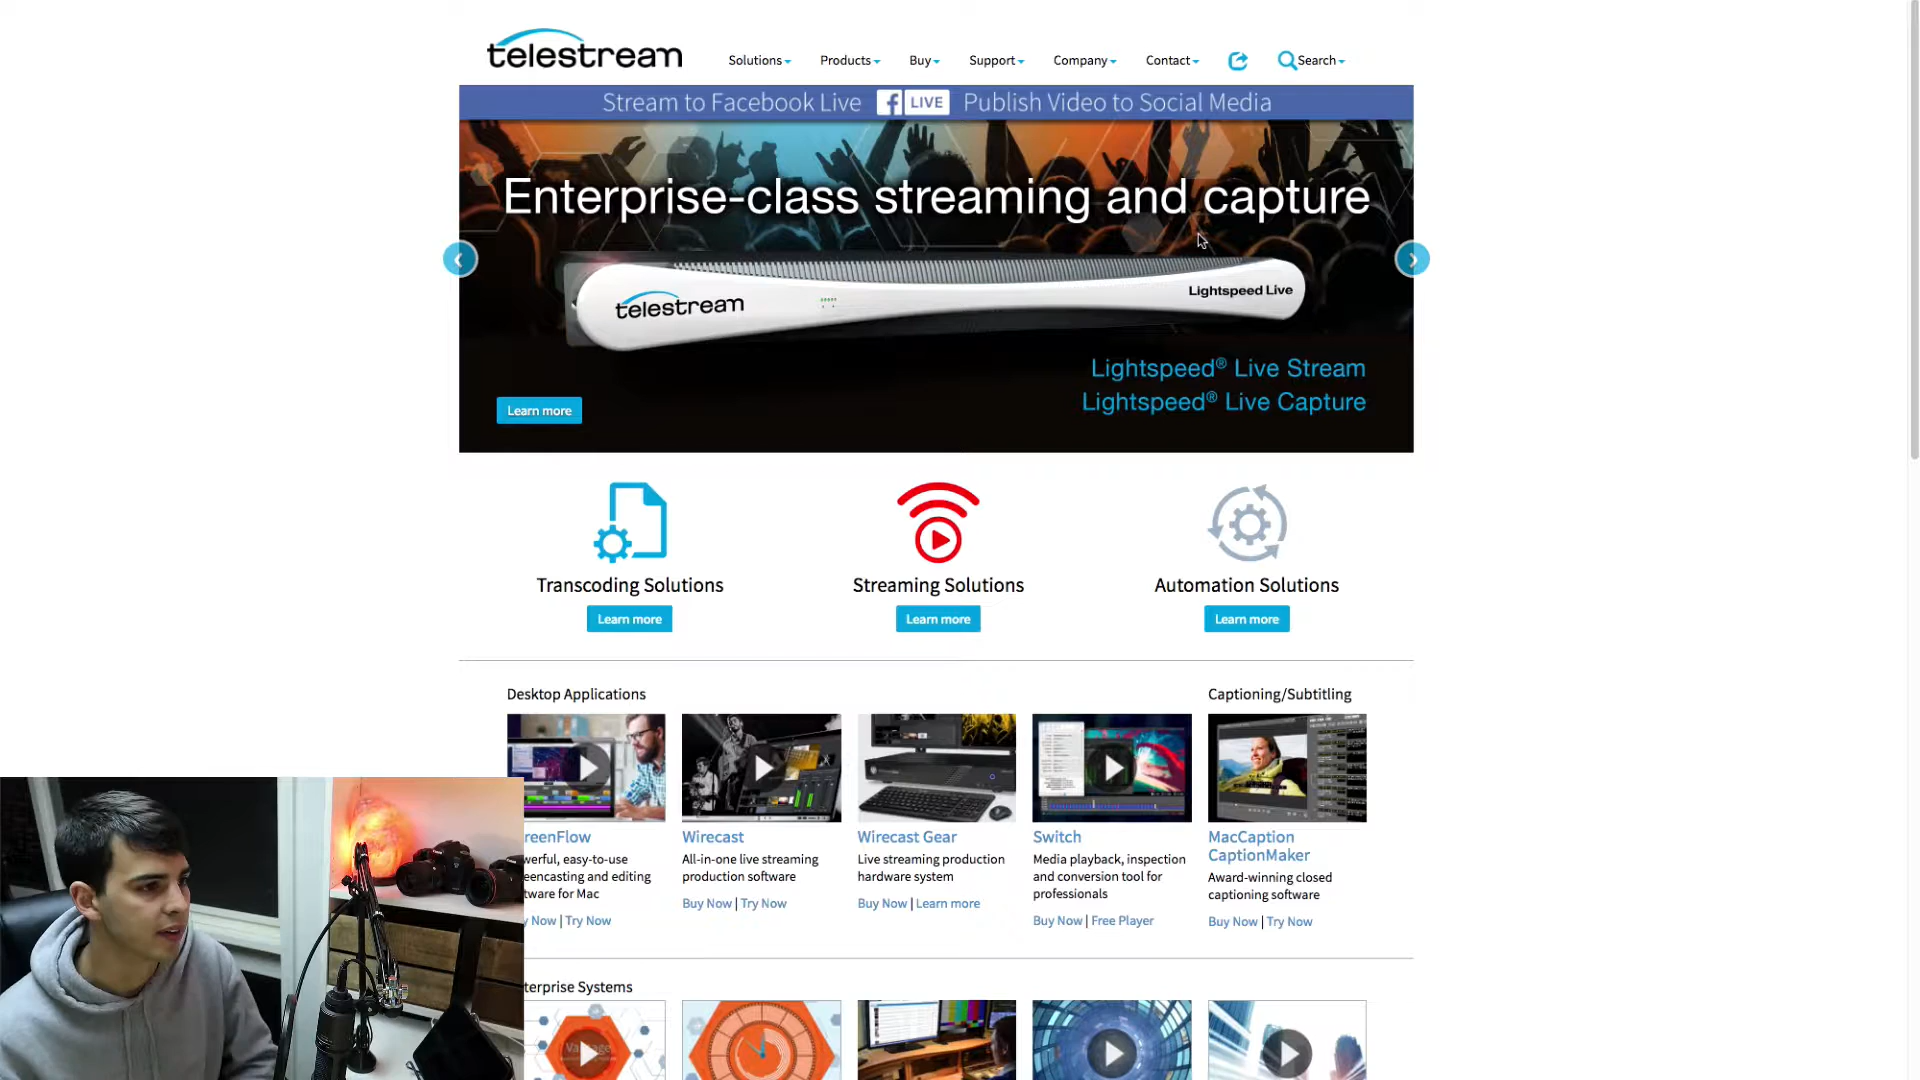 telestream
Solutions Products Buy Support Company Contact Search
Stream to Facebook Live f LIVE Publish Video to Social Media
Enterprise-class streaming and capture
telestream
Lightspeed Live
Lightspeed® Live Stream
Lightspeed® Live Capture
Learn more
Transcoding Solutions
Learn more
Streaming Solutions
Learn more
Automation Solutions
Learn more
Desktop Applications
Captioning/Subtitling
reenFlow
werful, easy-to-use
eencasting and editing
tware for Mac
y Now | Try Now
Wirecast
All-in-one live streaming
production software
Buy Now | Try Now
Wirecast Gear
Live streaming production
hardware system
Buy Now | Learn more
Switch
Media playback, inspection
and conversion tool for
professionals
Buy Now | Free Player
MacCaption
CaptionMaker
Award-winning closed
captioning software
Buy Now | Try Now
terprise Systems